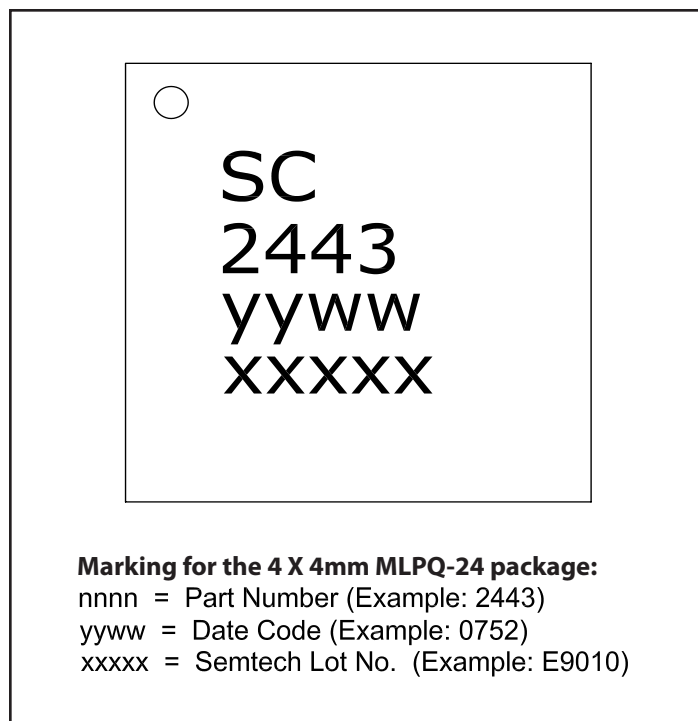 SC
2443
yyww
xxxxx
Marking for the 4 X 4mm MLPQ-24 package:
nnnn = Part Number (Example: 2443)
yyww = Date Code (Example: 0752)
xxxxx = Semtech Lot No. (Example: E9010)